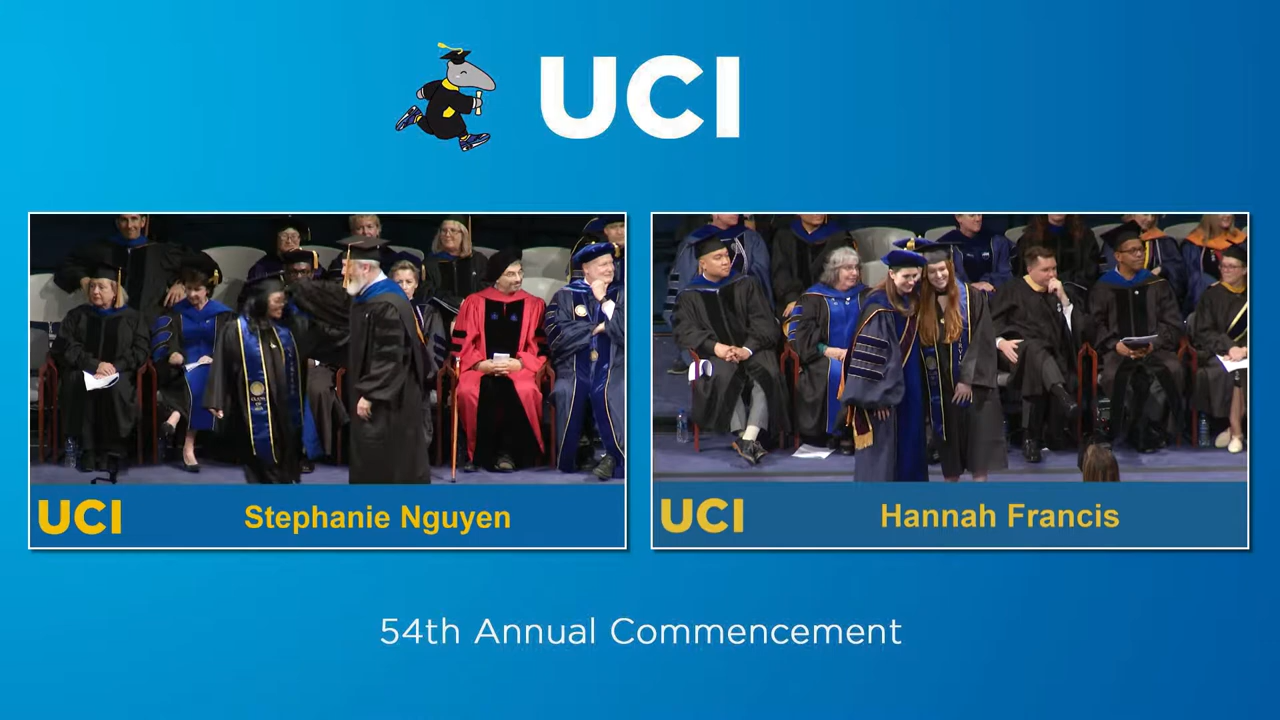 UCI
UCI
Stephanie Nguyen
UCI
Hannah Francis
54th Annual Commencement